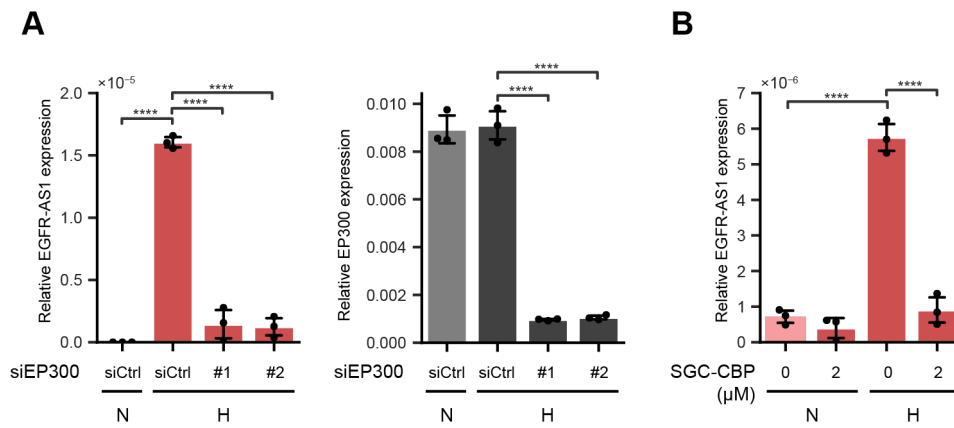 A
B
×10⁻⁵
Relative EGFR-AS1 expression
2.0
1.5
1.0
0.5
0.0
****
****
****
siEP300
siCtrl siCtrl #1 #2
N H
Relative EP300 expression
0.010
0.008
0.006
0.004
0.002
0.000
****
****
siEP300
siCtrl siCtrl #1 #2
N H
×10⁻⁶
Relative EGFR-AS1 expression
7
6
5
4
3
2
1
0
****
****
SGC-CBP
(µM)
0 2 0 2
N H